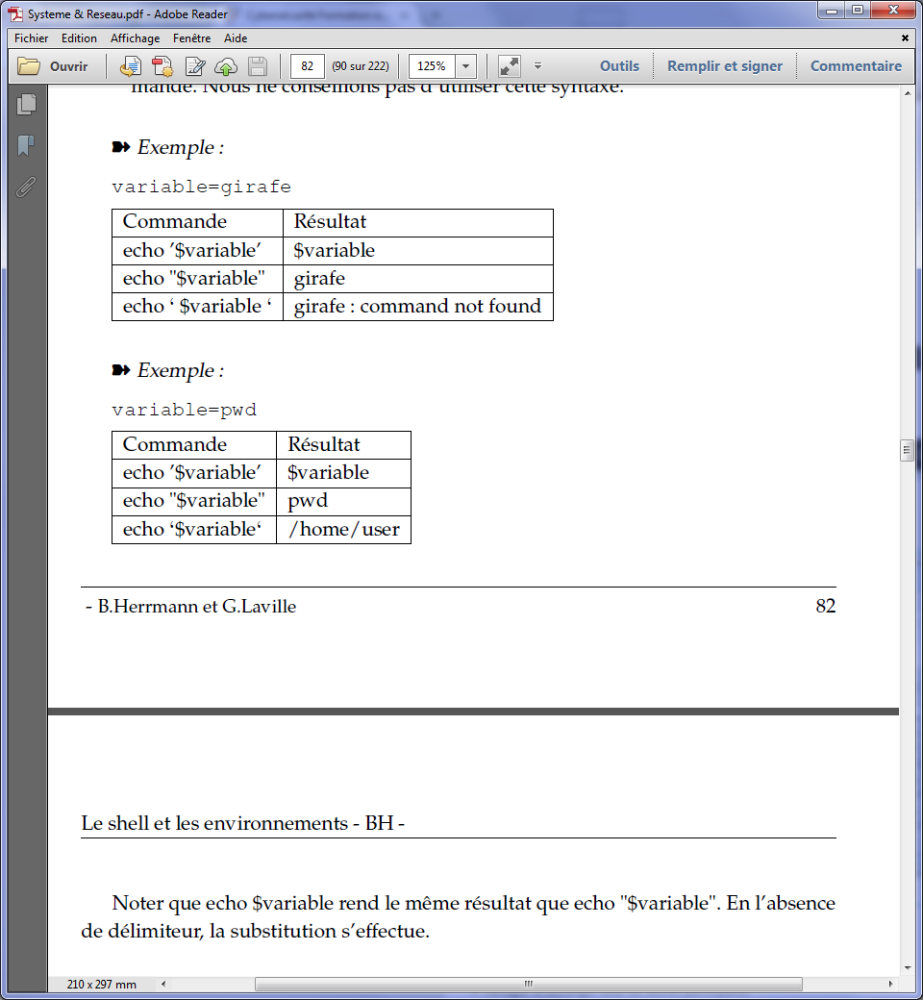 Systeme & Reseau.pdf - Adobe Reader
Fichier Edition Affichage Fenêtre Aide
Ouvrir 82 (90 sur 222) 125% Outils Remplir et signer Commentaire
mande. Nous ne conseillons pas d'utiliser cette syntaxe.
Exemple :
variable=girafe
Commande Résultat
echo ’$variable’ $variable
echo "$variable" girafe
echo ‘ $variable ‘ girafe : command not found
Exemple :
variable=pwd
Commande Résultat
echo ’$variable’ $variable
echo "$variable" pwd
echo ‘$variable‘ /home/user
- B.Herrmann et G.Laville 82
Le shell et les environnements - BH -
Noter que echo $variable rend le même résultat que echo "$variable". En l’absence
de délimiteur, la substitution s’effectue.
210 x 297 mm